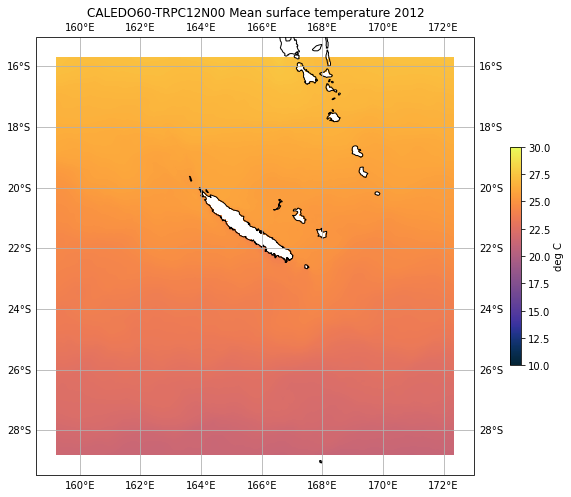 CALEDO60-TRPC12N00 Mean surface temperature 2012
160°E 162°E 164°E 166°E 168°E 170°E 172°E
16°S 16°S
18°S 18°S
20°S 20°S
22°S 22°S
24°S 24°S
26°S 26°S
28°S 28°S
160°E 162°E 164°E 166°E 168°E 170°E 172°E
30.0
27.5
25.0
22.5
20.0
17.5
15.0
12.5
10.0
deg C